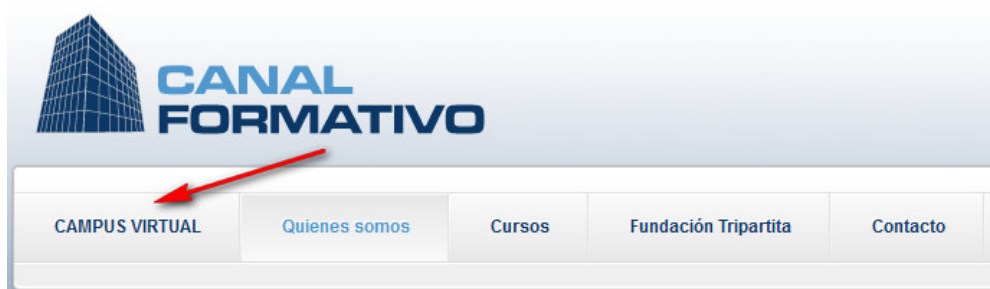 CANAL
FORMATIVO
CAMPUS VIRTUAL Quienes somos Cursos Fundación Tripartita Contacto